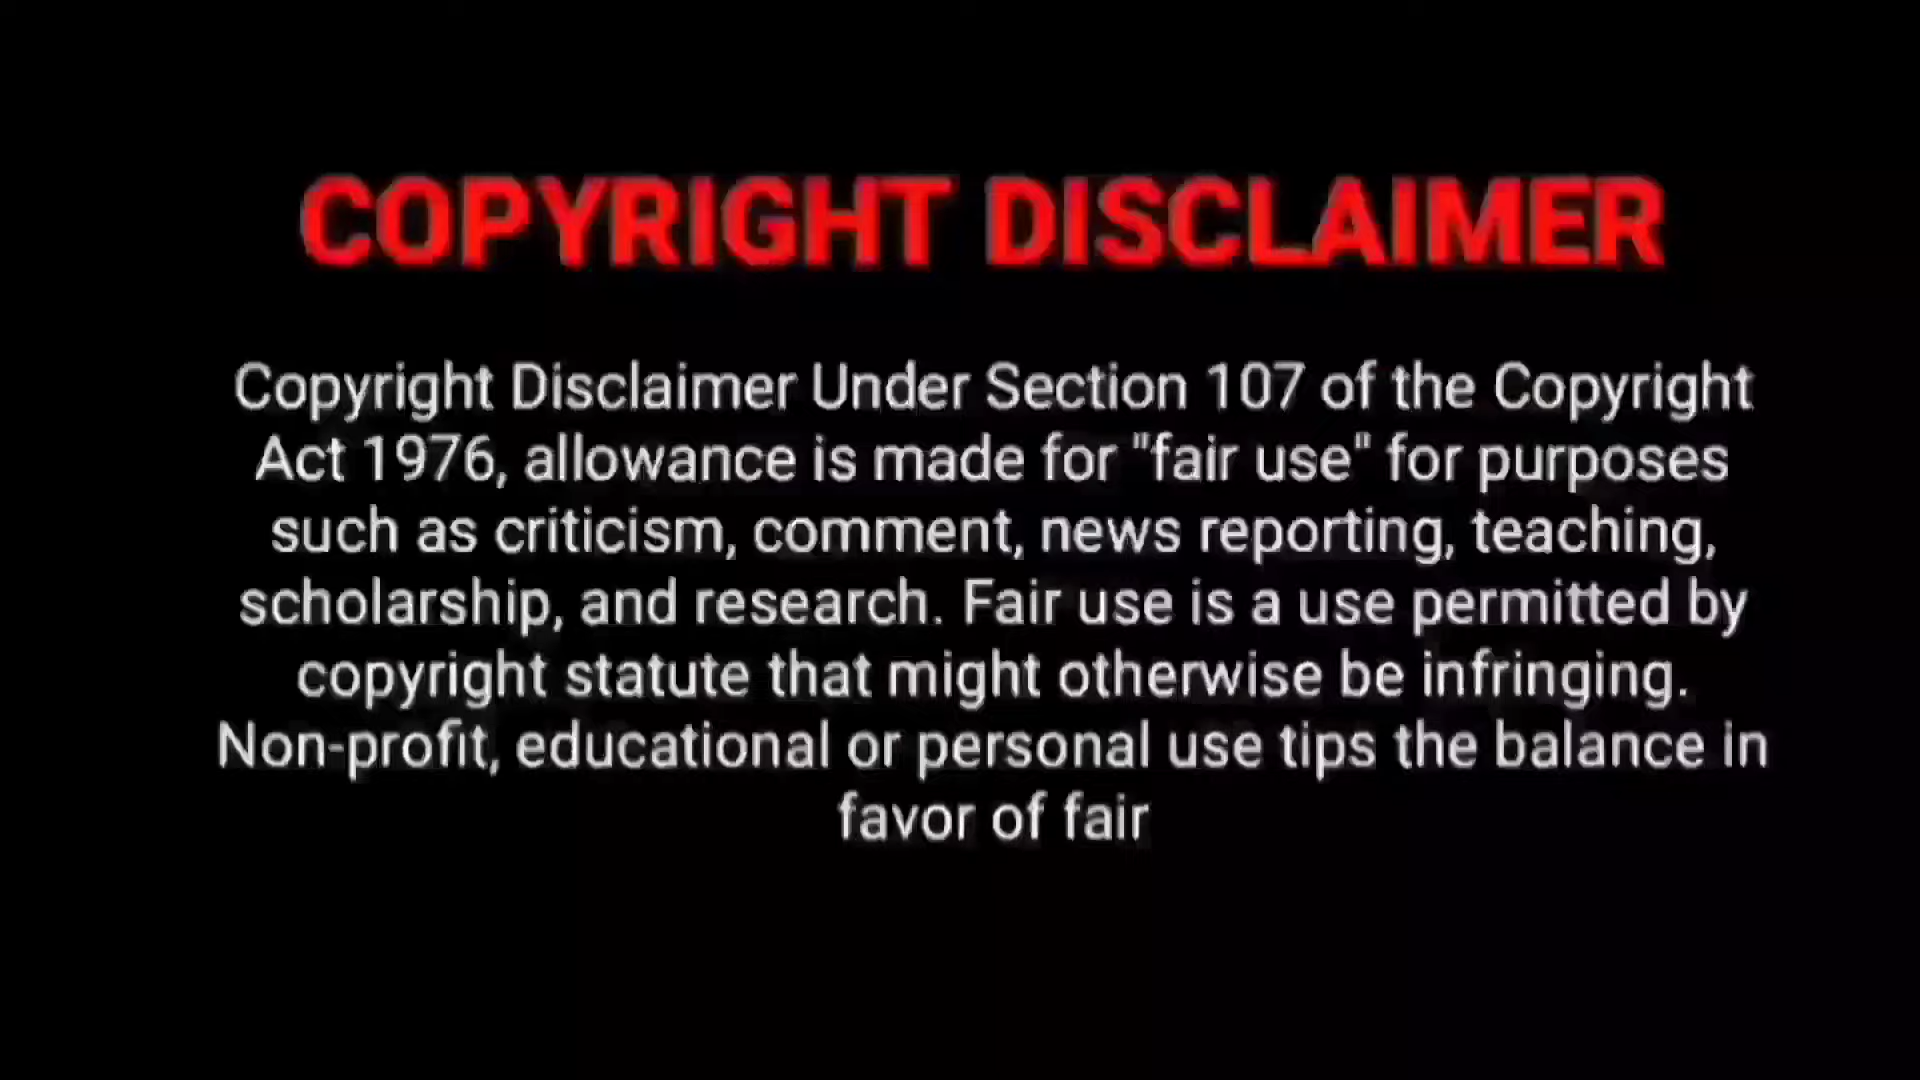 COPYRIGHT DISCLAIMER
Copyright Disclaimer Under Section 107 of the Copyright
Act 1976, allowance is made for "fair use" for purposes
such as criticism, comment, news reporting, teaching,
scholarship, and research. Fair use is a use permitted by
copyright statute that might otherwise be infringing.
Non-profit, educational or personal use tips the balance in
favor of fair